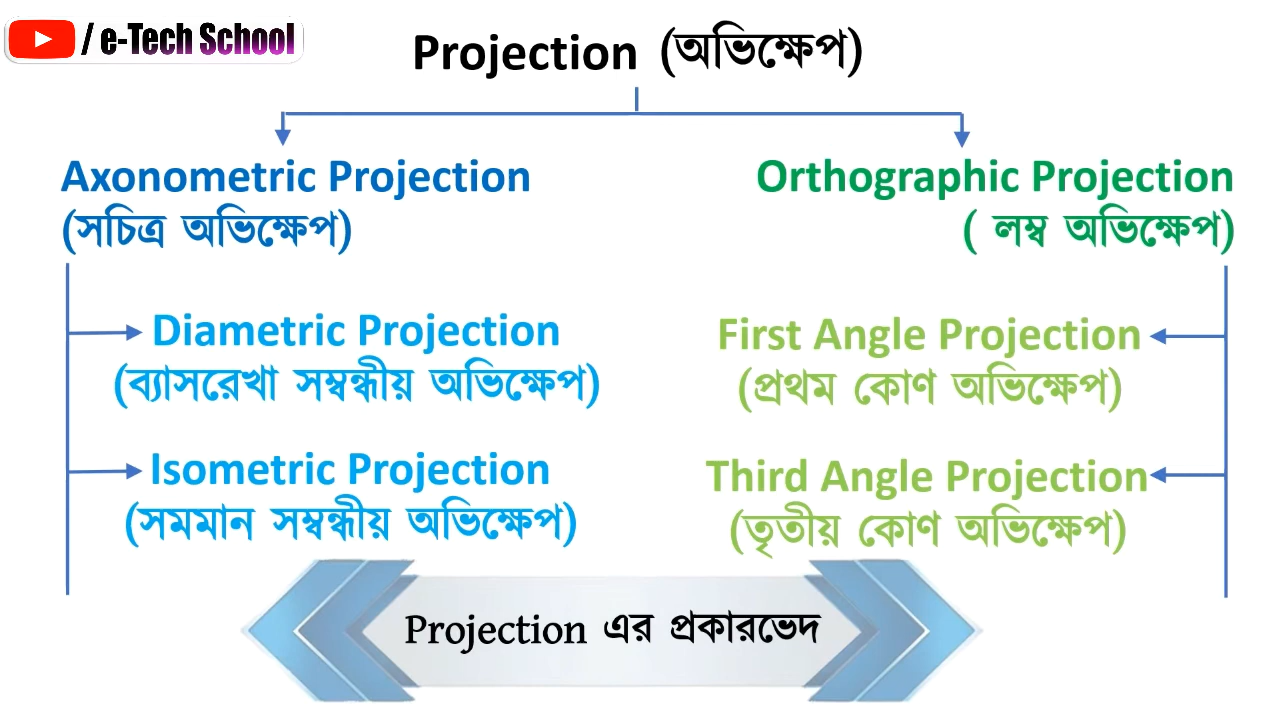 / e-Tech School
Projection (অভিক্ষেপ)
Axonometric Projection
(সচিত্র অভিক্ষেপ)
Diametric Projection
(ব্যাসরেখা সম্বন্ধীয় অভিক্ষেপ)
Isometric Projection
(সমমান সম্বন্ধীয় অভিক্ষেপ)
Orthographic Projection
( লম্ব অভিক্ষেপ)
First Angle Projection
(প্রথম কোণ অভিক্ষেপ)
Third Angle Projection
(তৃতীয় কোণ অভিক্ষেপ)
Projection এর প্রকারভেদ